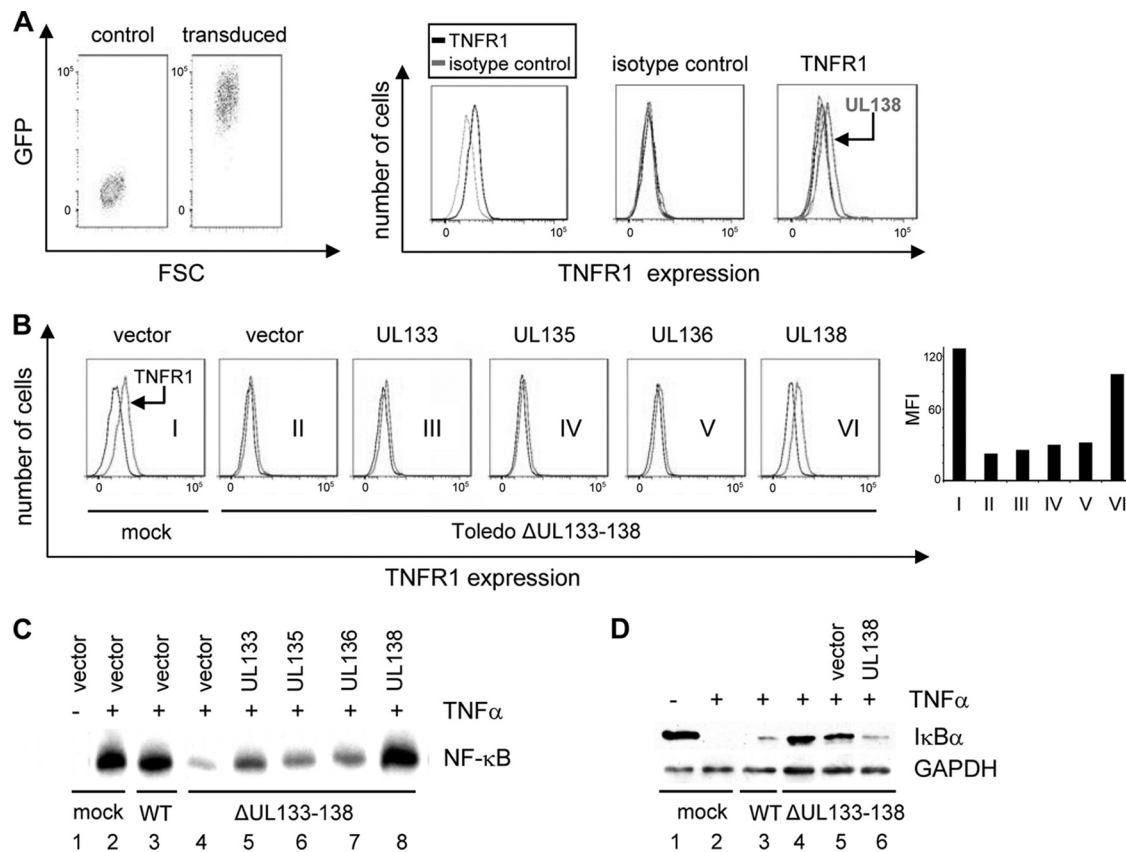 A
control transduced
GFP
10⁵ 10⁵
0 0
FSC
TNFR1
isotype control
isotype control TNFR1
UL138
number of cells
0 10⁵ 0 10⁵ 0 10⁵
TNFR1 expression
B
vector vector UL133 UL135 UL136 UL138
TNFR1
number of cells
I II III IV V VI
0 10⁵ 0 10⁵ 0 10⁵ 0 10⁵ 0 10⁵ 0 10⁵
mock Toledo ΔUL133-138
TNFR1 expression
MFI
120
60
0
I II III IV V VI
C
vector vector vector vector UL133 UL135 UL136 UL138
- + + + + + + + TNFα
NF-κB
mock WT ΔUL133-138
1 2 3 4 5 6 7 8
D
vector UL138
- + + + + + TNFα
IκBα
GAPDH
mock WT ΔUL133-138
1 2 3 4 5 6